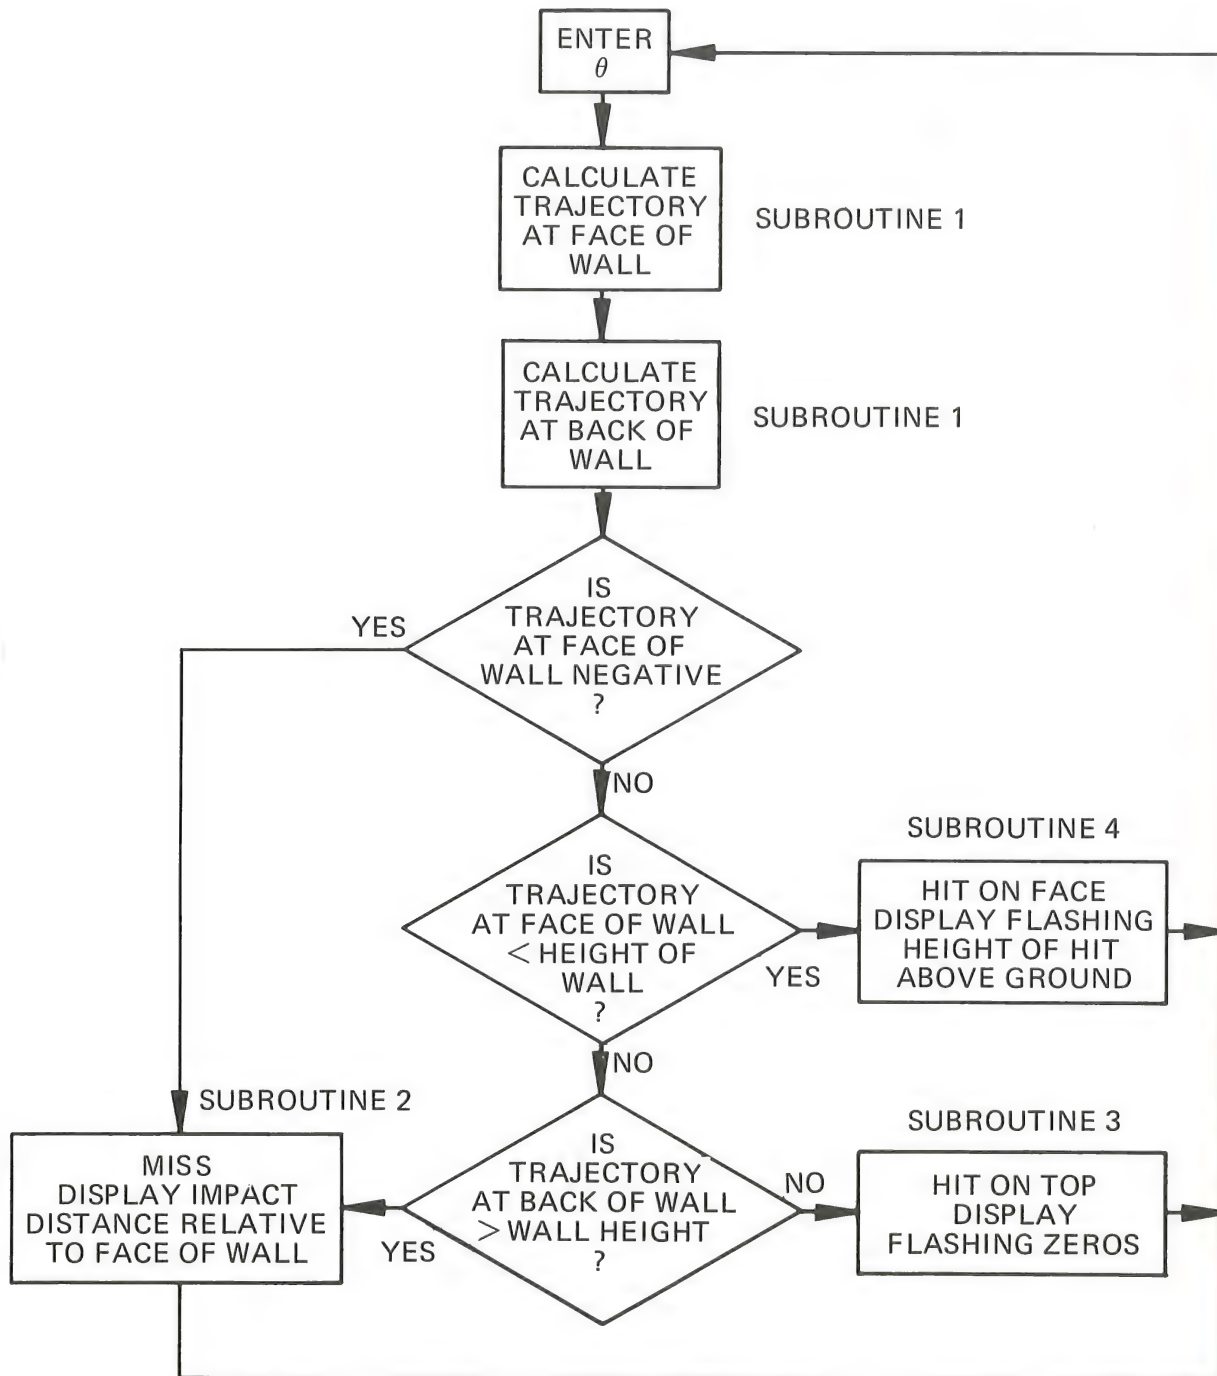 ENTER
θ
CALCULATE
TRAJECTORY
AT FACE OF
WALL
SUBROUTINE 1
CALCULATE
TRAJECTORY
AT BACK OF
WALL
SUBROUTINE 1
IS
TRAJECTORY
AT FACE OF
WALL NEGATIVE
?
YES
NO
IS
TRAJECTORY
AT FACE OF WALL
< HEIGHT OF
WALL
?
YES
NO
SUBROUTINE 4
HIT ON FACE
DISPLAY FLASHING
HEIGHT OF HIT
ABOVE GROUND
SUBROUTINE 2
MISS
DISPLAY IMPACT
DISTANCE RELATIVE
TO FACE OF WALL
IS
TRAJECTORY
AT BACK OF WALL
> WALL HEIGHT
?
YES
NO
SUBROUTINE 3
HIT ON TOP
DISPLAY
FLASHING ZEROS